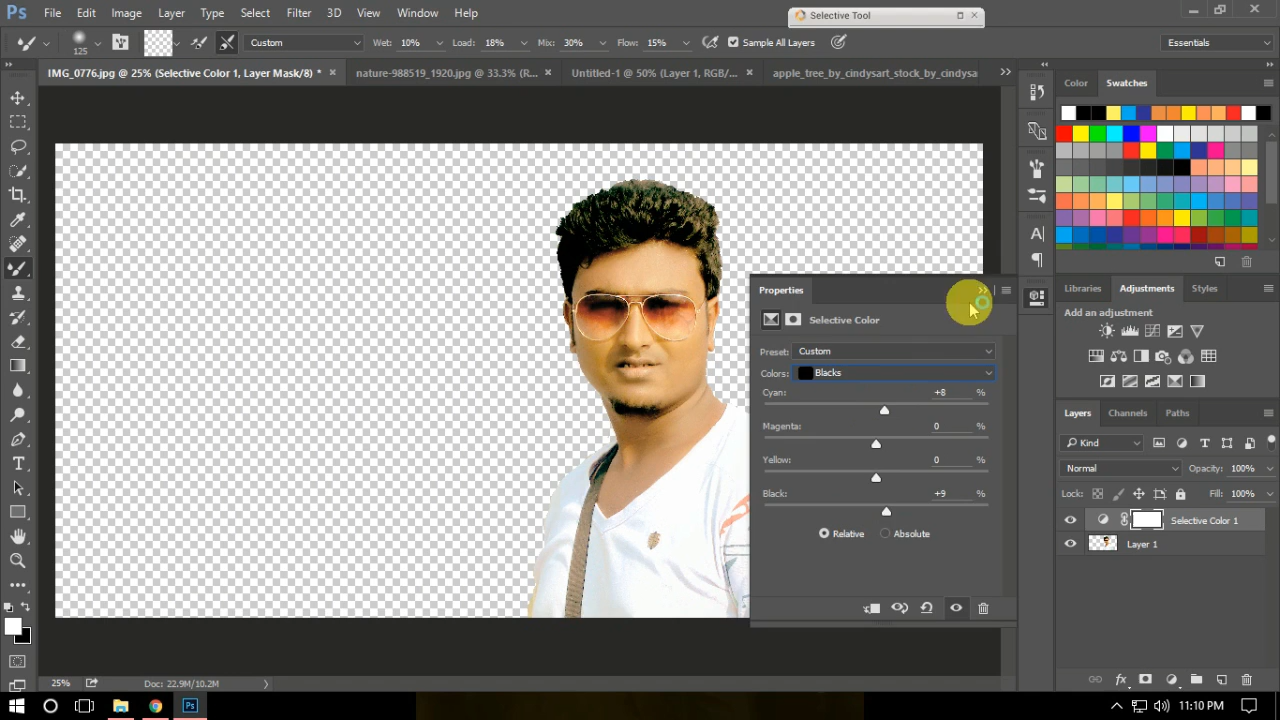 Ps File Edit Image Layer Type Select Filter 3D View Window Help Selective Tool
125 Custom Wet: 10% Load: 18% Mix: 30% Flow: 15% Sample All Layers Essentials
IMG_0776.jpg @ 25% (Selective Color 1, Layer Mask/8) * nature-988519_1920.jpg @ 33.3% (R... Untitled-1 @ 50% (Layer 1, RGB/... apple_tree_by_cindysart_stock_by_cindysa
Color Swatches
Libraries Adjustments Styles
Add an adjustment
Properties
Selective Color
Preset: Custom
Colors: Blacks
Cyan: +8 %
Magenta: 0 %
Yellow: 0 %
Black: +9 %
Relative Absolute
Layers Channels Paths
Kind
Normal Opacity: 100%
Lock: Fill: 100%
Selective Color 1
Layer 1
25% Doc: 22.9M/10.2M
Ps 11:10 PM